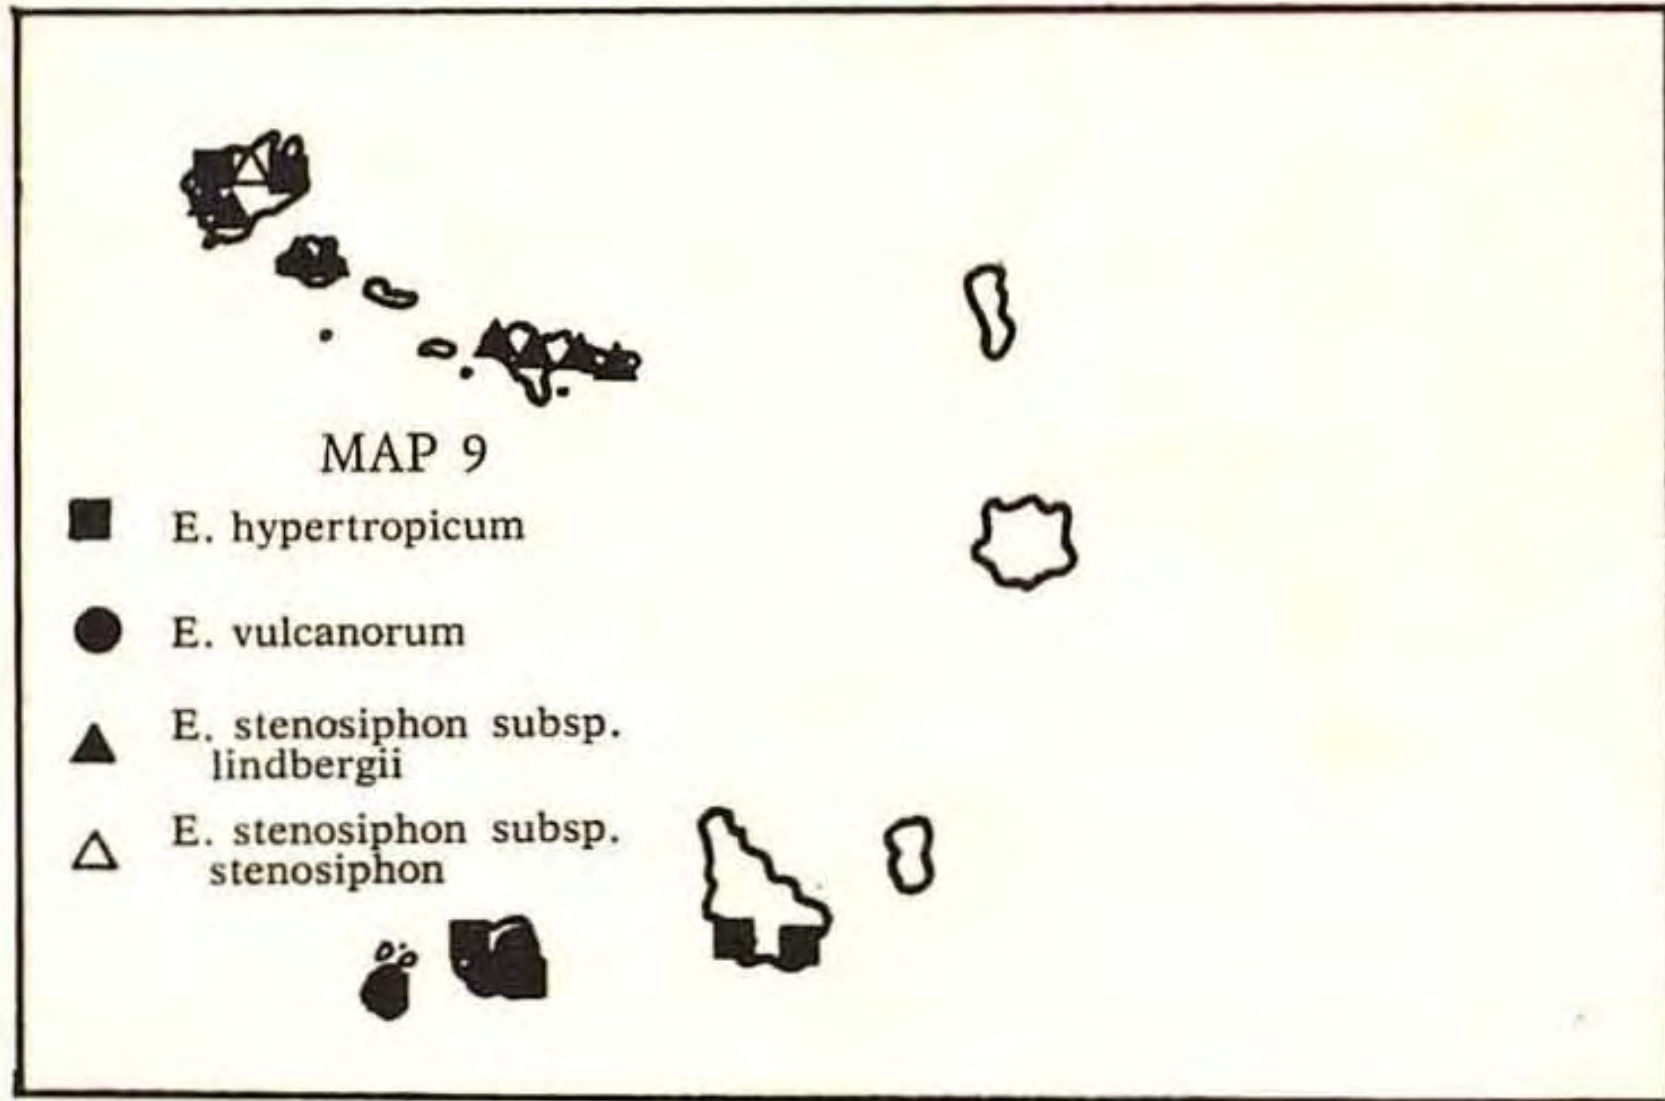 MAP 9
E. hypertropicum
E. vulcanorum
E. stenosiphon subsp.
lindbergii
E. stenosiphon subsp.
stenosiphon